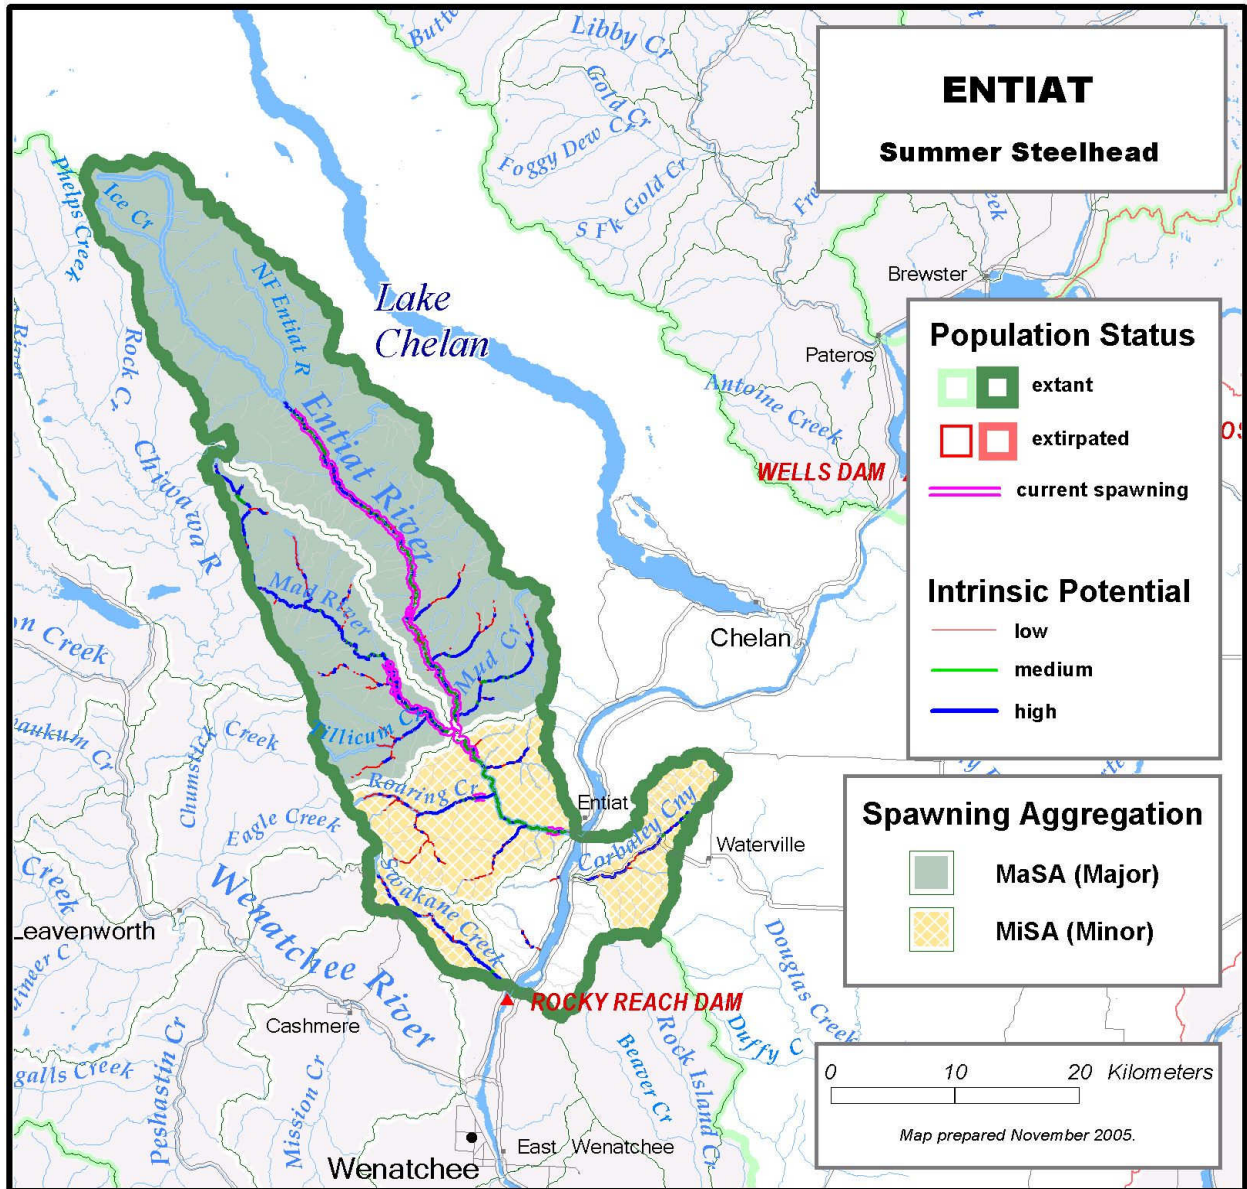 ENTIAT
Summer Steelhead
Libby Cr
Gold Cr
Foggy Dew Cr
S Fk Gold Cr
Phelps Creek
Ice Cr
NF Entiat R
Lake
Chelan
Brewster
Pateros
Antoine Creek
WELLS DAM
Rock Cr
River
Chiwawa R
Entiat River
Mad River
Mud Cr
Tillicum Cr
Chelan
Population Status
extant
extirpated
current spawning
Intrinsic Potential
low
medium
high
Chumstick Creek
Roaring Cr
Entiat
Eagle Creek
Corbaley Cny
Waterville
Swakane Creek
Creek
Leavenworth
Wenatchee River
Spawning Aggregation
MaSA (Major)
MiSA (Minor)
ROCKY REACH DAM
Cashmere
Douglas Creek
Duffy C
Rock Island Cr
Beaver Cr
Peshastin Cr
Mission Cr
East Wenatchee
Wenatchee
0 10 20 Kilometers
Map prepared November 2005.